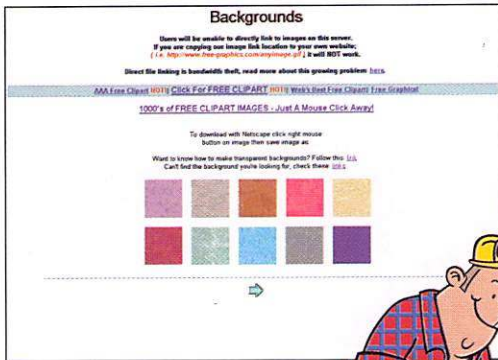 Backgrounds
Users will be unable to directly link to images on this server.
If you are copying our image link location to your own website;
( i.e. http://www.free-graphics.com/anyimage.gif ) it will NOT work.
Direct file linking is bandwidth theft, read more about this growing problem here.
AAA Free Clipart HOT!! Click For FREE CLIPART HOT!! Web's Best Free Clipart! Free Graphics!
1000's of FREE CLIPART IMAGES - Just A Mouse Click Away!
To download with Netscape click right mouse
button on image then save image as:
Want to know how to make transparent backgrounds? Follow this
Can't find the background you're looking for, check these